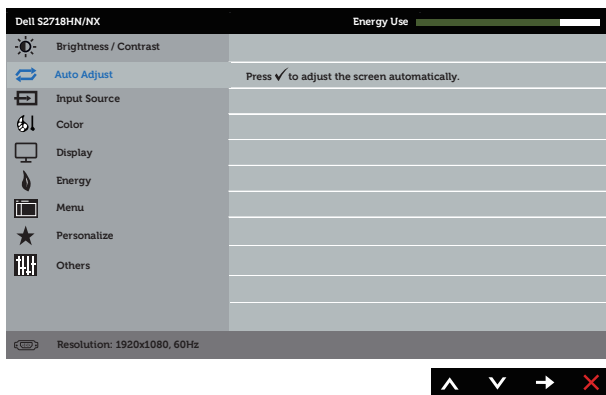 Dell S2718HN/NX Energy Use
Brightness / Contrast
Auto Adjust Press ✓ to adjust the screen automatically.
Input Source
Color
Display
Energy
Menu
Personalize
Others
Resolution: 1920x1080, 60Hz